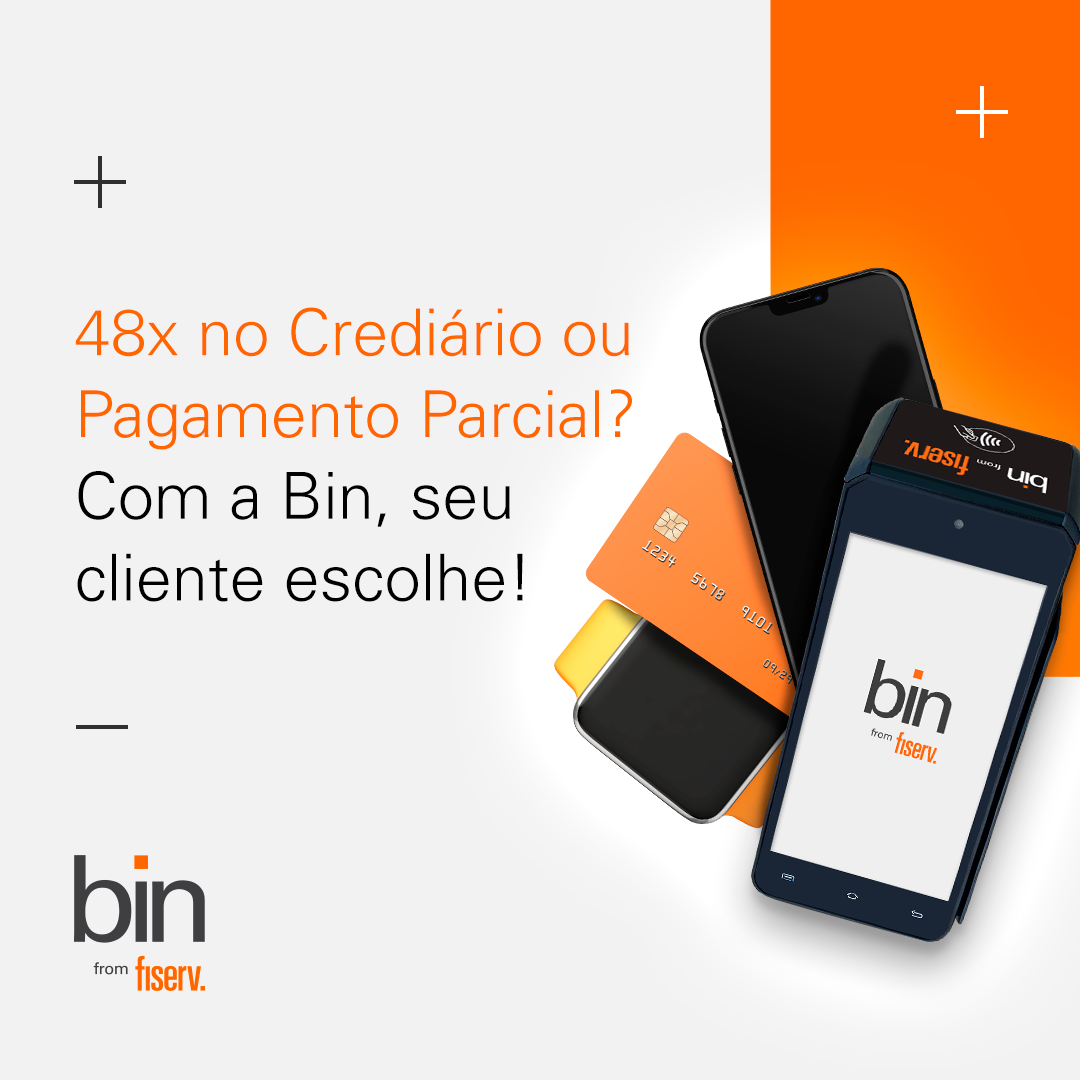 48x no Crediário ou
Pagamento Parcial?
Com a Bin, seu
cliente escolhe!
bin
from fiserv.
bin from fiserv.
1234 5678 9101
09/29
bin
from fiserv.